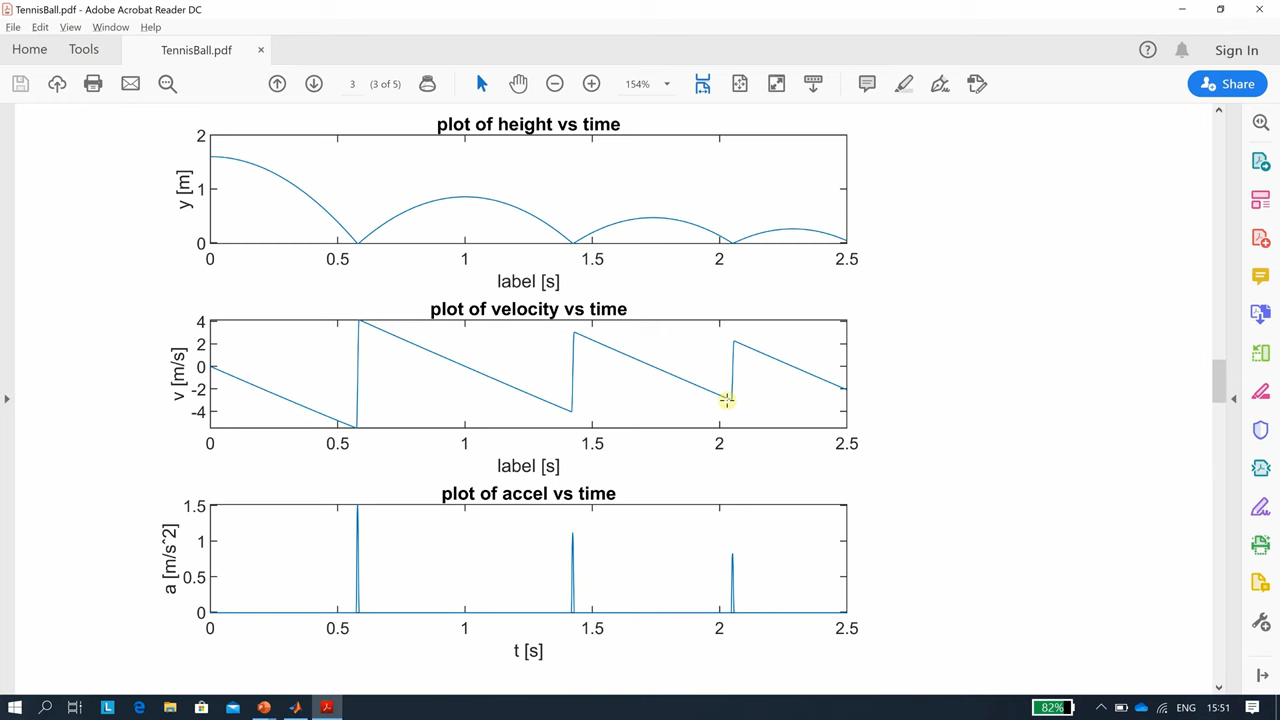 TennisBall.pdf - Adobe Acrobat Reader DC
File Edit View Window Help
Home Tools TennisBall.pdf × Sign In
3 (3 of 5) 154% Share
plot of height vs time
y [m]
2
1
0
0 0.5 1 1.5 2 2.5
label [s]
plot of velocity vs time
v [m/s]
4
2
0
-2
-4
0 0.5 1 1.5 2 2.5
label [s]
plot of accel vs time
a [m/s^2]
1.5
1
0.5
0
0 0.5 1 1.5 2 2.5
t [s]
82% ENG 15:51